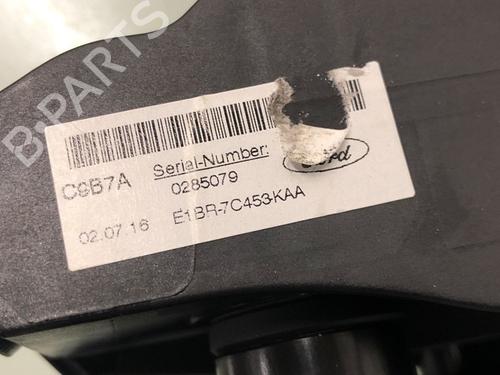 B-PARTS
C9B7A
Serial-Number:
0285079
Ford
02.07.16
E1BR-7C453-KAA